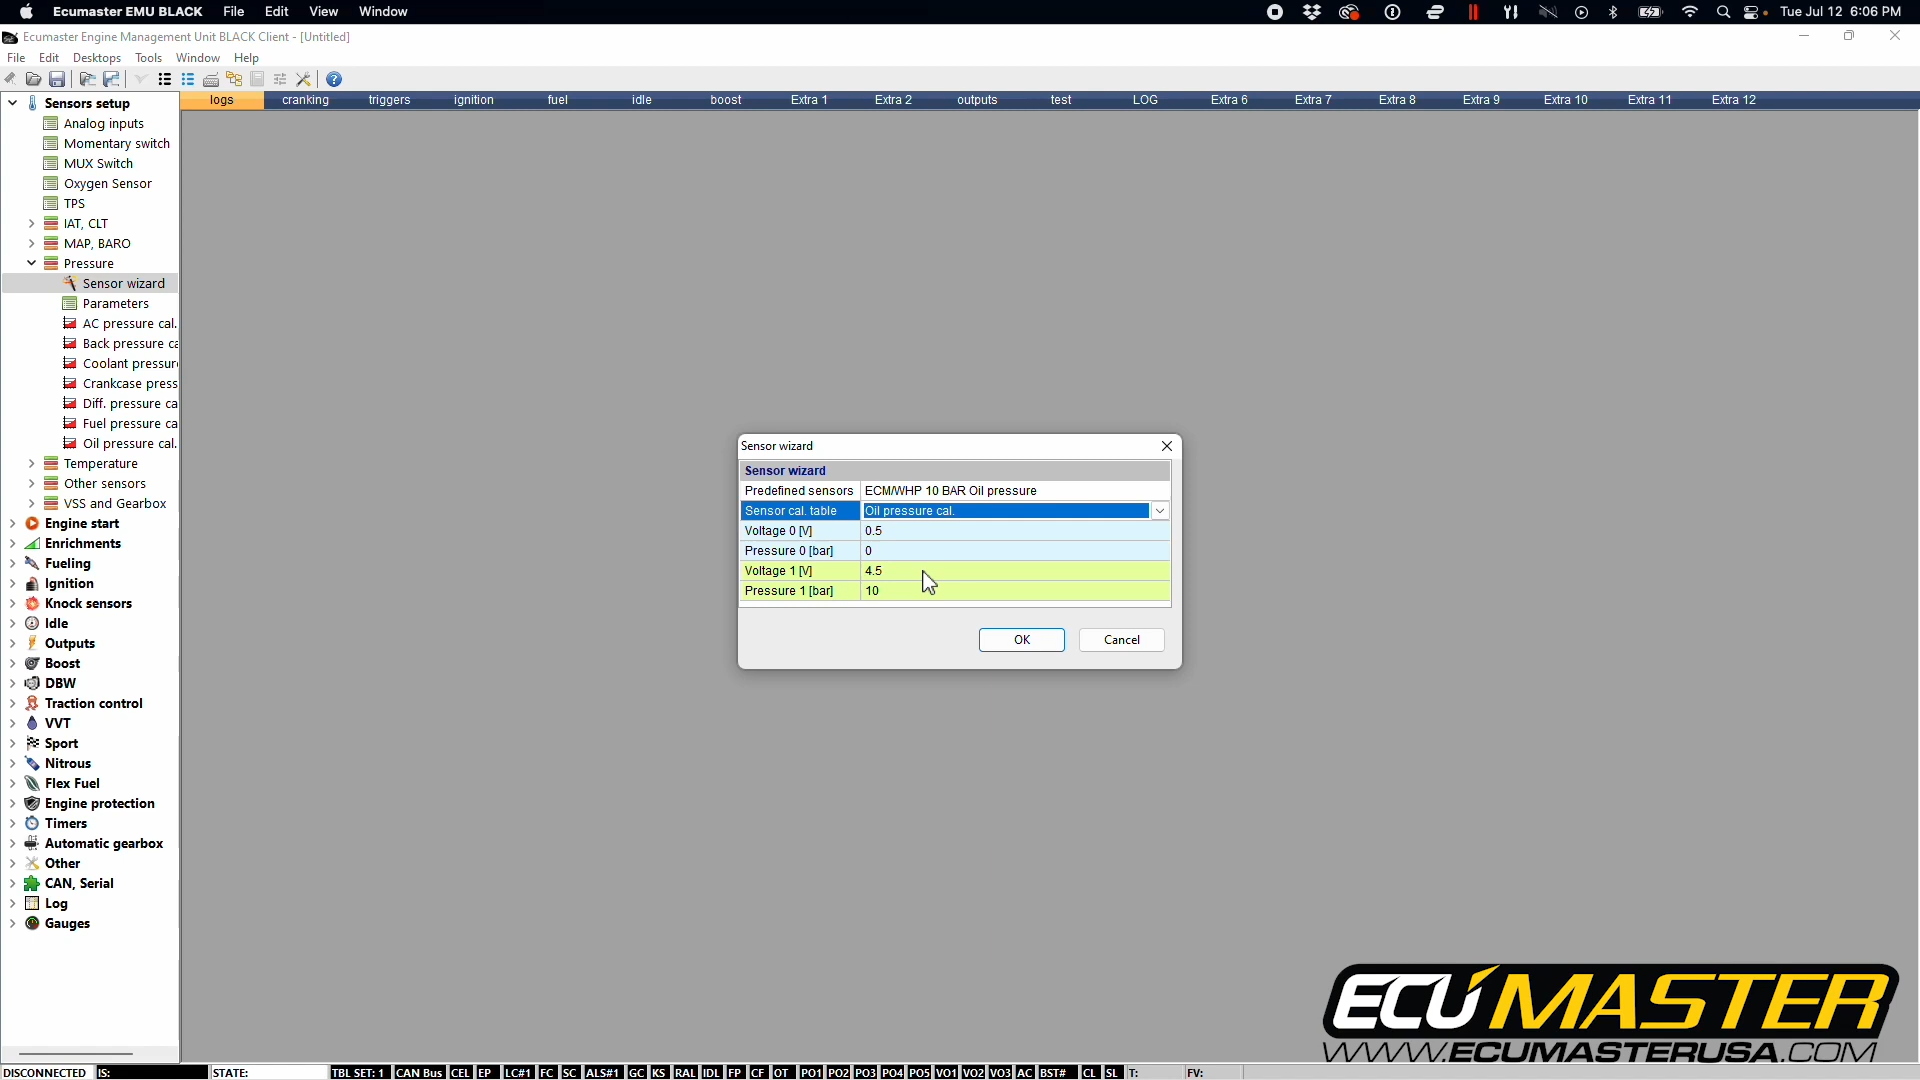 Ecumaster EMU BLACK File Edit View Window Tue Jul 12 6:06 PM
Ecumaster Engine Management Unit BLACK Client - [Untitled]
File Edit Desktops Tools Window Help
logs cranking triggers ignition fuel idle boost Extra 1 Extra 2 outputs test LOG Extra 6 Extra 7 Extra 8 Extra 9 Extra 10 Extra 11 Extra 12
Sensors setup
Analog inputs
Momentary switch
MUX Switch
Oxygen Sensor
TPS
IAT, CLT
MAP, BARO
Pressure
Sensor wizard
Parameters
AC pressure cal.
Back pressure ca
Coolant pressur
Crankcase press
Diff. pressure ca
Fuel pressure ca
Oil pressure cal.
Temperature
Other sensors
VSS and Gearbox
Engine start
Enrichments
Fueling
Ignition
Knock sensors
Idle
Outputs
Boost
DBW
Traction control
VVT
Sport
Nitrous
Flex Fuel
Engine protection
Timers
Automatic gearbox
Other
CAN, Serial
Log
Gauges
Sensor wizard
Sensor wizard
Predefined sensors ECM/WHP 10 BAR Oil pressure
Sensor cal. table Oil pressure cal.
Voltage 0 [V] 0.5
Pressure 0 [bar] 0
Voltage 1 [V] 4.5
Pressure 1 [bar] 10
OK Cancel
ECUMASTER
WWW.ECUMASTERUSA.COM
DISCONNECTED IS: STATE: TBL SET: 1 CAN Bus CEL EP LC#1 FC SC ALS#1 GC KS RAL IDL FP CF OT PO1 PO2 PO3 PO4 PO5 VO1 VO2 VO3 AC BST# CL SL T: FV: